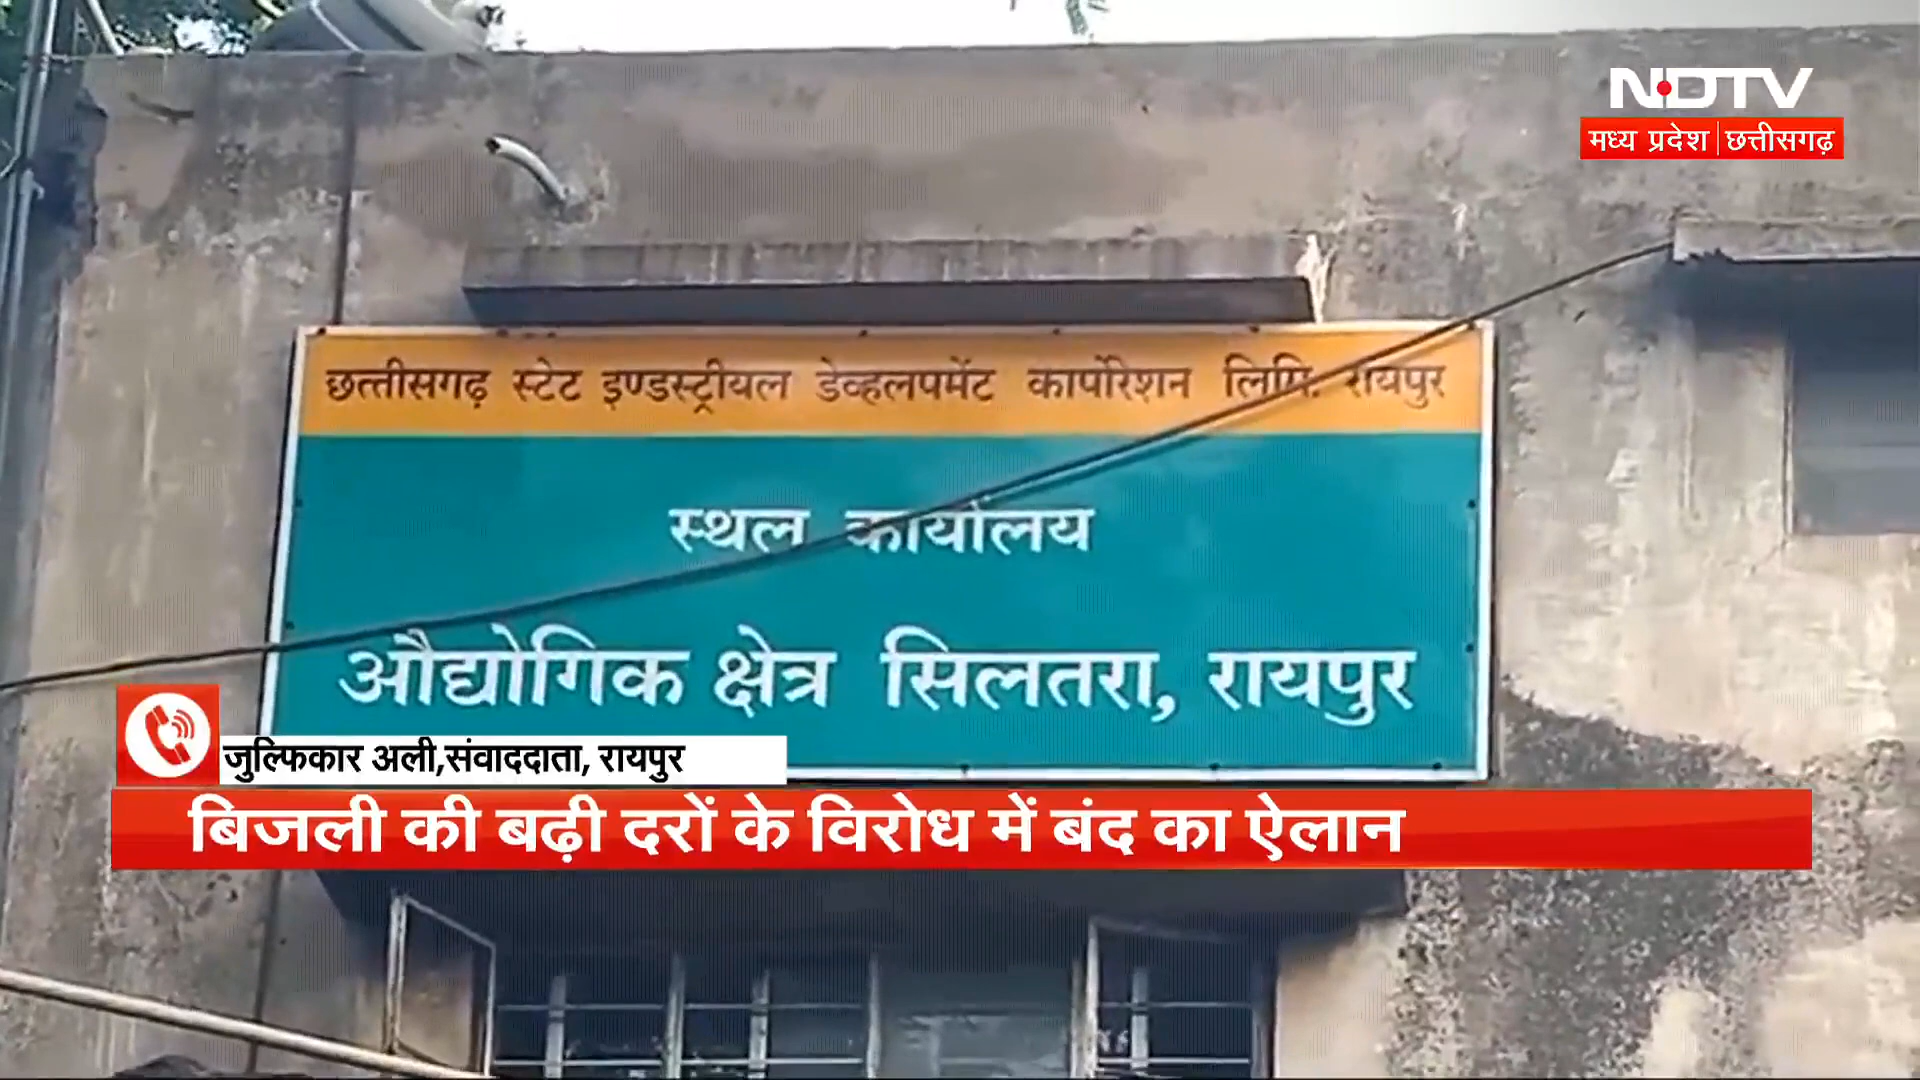 NDTV
मध्य प्रदेश | छत्तीसगढ़
छत्तीसगढ़ स्टेट इण्डस्ट्रीयल डेव्हलपमेंट कार्पोरेशन लिमि. रायपुर
स्थल कार्यालय
औद्योगिक क्षेत्र सिलतरा, रायपुर
जुल्फिकार अली,संवाददाता, रायपुर
बिजली की बढ़ी दरों के विरोध में बंद का ऐलान